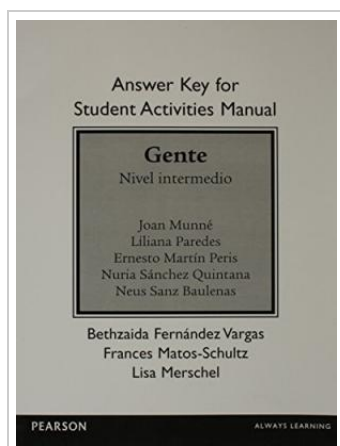 Answer Key for
Student Activities Manual
Gente
Nivel intermedio
Joan Munné
Liliana Paredes
Ernesto Martín Peris
Nuria Sánchez Quintana
Neus Sanz Baulenas
Bethzaida Fernández Vargas
Frances Matos-Schultz
Lisa Merschel
PEARSON
ALWAYS LEARNING